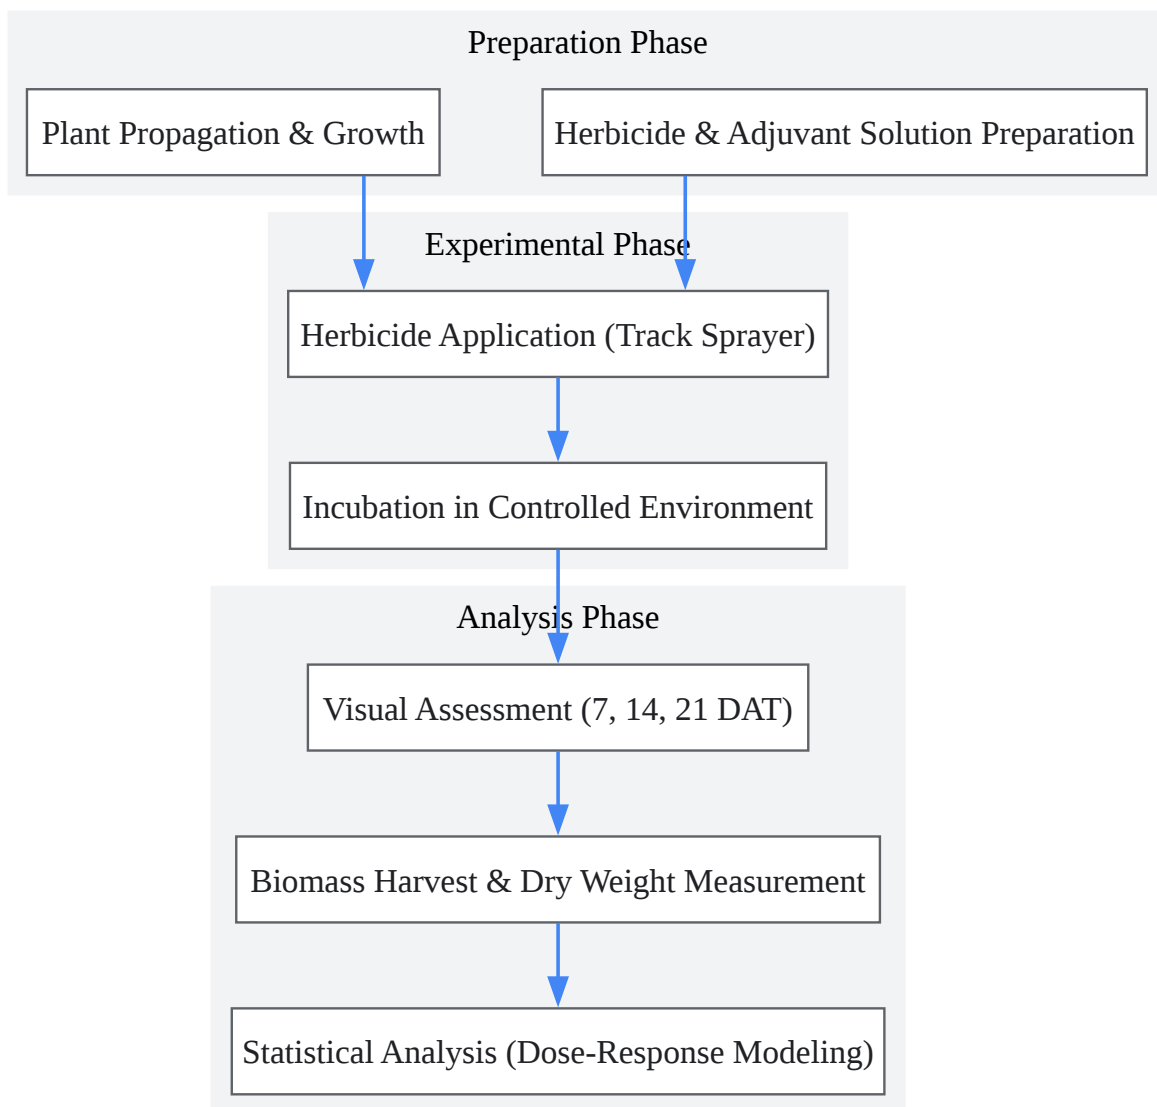 Preparation Phase
Plant Propagation & Growth
Herbicide & Adjuvant Solution Preparation
Experimental Phase
Herbicide Application (Track Sprayer)
Incubation in Controlled Environment
Analysis Phase
Visual Assessment (7, 14, 21 DAT)
Biomass Harvest & Dry Weight Measurement
Statistical Analysis (Dose-Response Modeling)